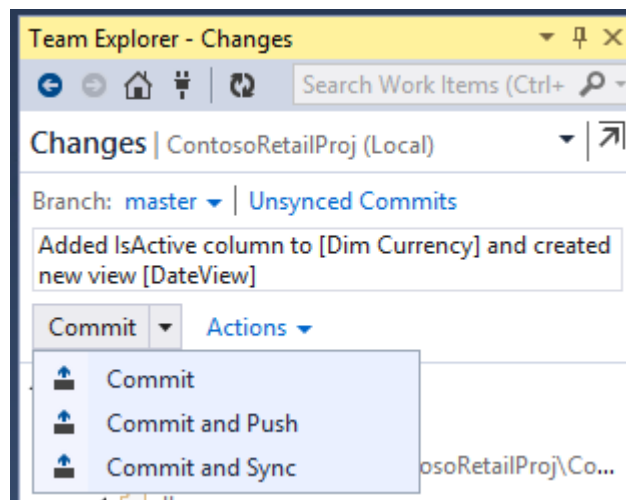 Team Explorer - Changes
Search Work Items (Ctrl+
Changes | ContosoRetailProj (Local)
Branch: master | Unsynced Commits
Added IsActive column to [Dim Currency] and created
new view [DateView]
Commit Actions
Commit
Commit and Push
Commit and Sync
osoRetailProj\Co...